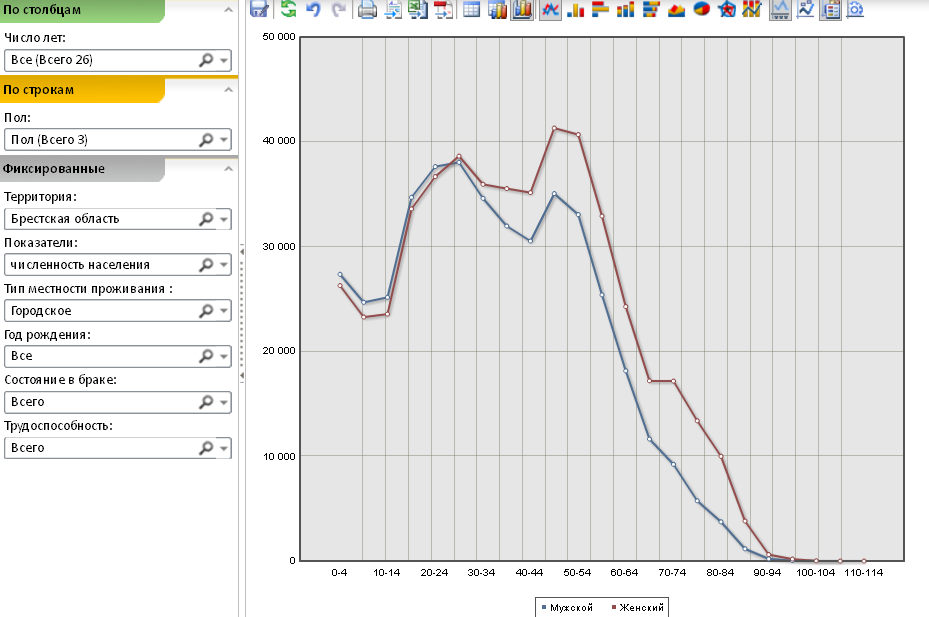 По столбцам
Число лет:
Все (Всего 26)
По строкам
Пол:
Пол (Всего 3)
Фиксированные
Территория:
Брестская область
Показатели:
численность населения
Тип местности проживания :
Городское
Год рождения:
Все
Состояние в браке:
Всего
Трудоспособность:
Всего
50 000
40 000
30 000
20 000
10 000
0
0-4 10-14 20-24 30-34 40-44 50-54 60-64 70-74 80-84 90-94 100-104 110-114
Мужской Женский